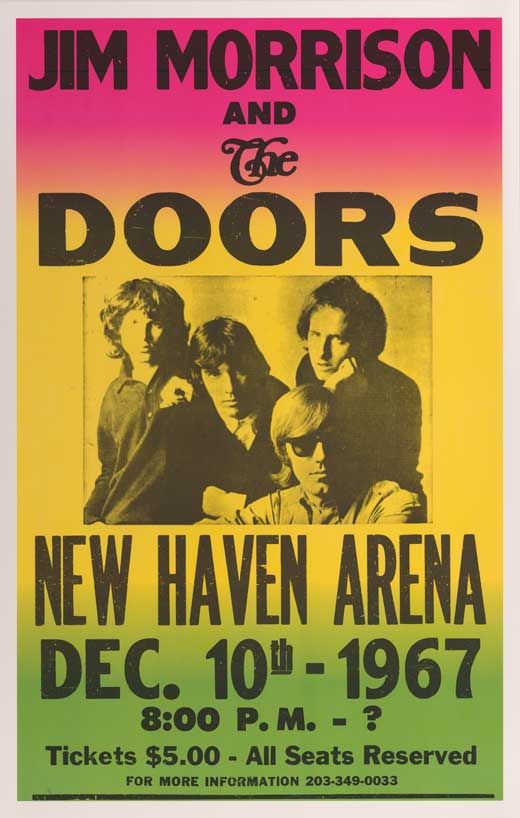 JIM MORRISON
AND
The
DOORS
NEW HAVEN ARENA
DEC. 10th - 1967
8:00 P.M. - ?
Tickets $5.00 - All Seats Reserved
FOR MORE INFORMATION 203-349-0033